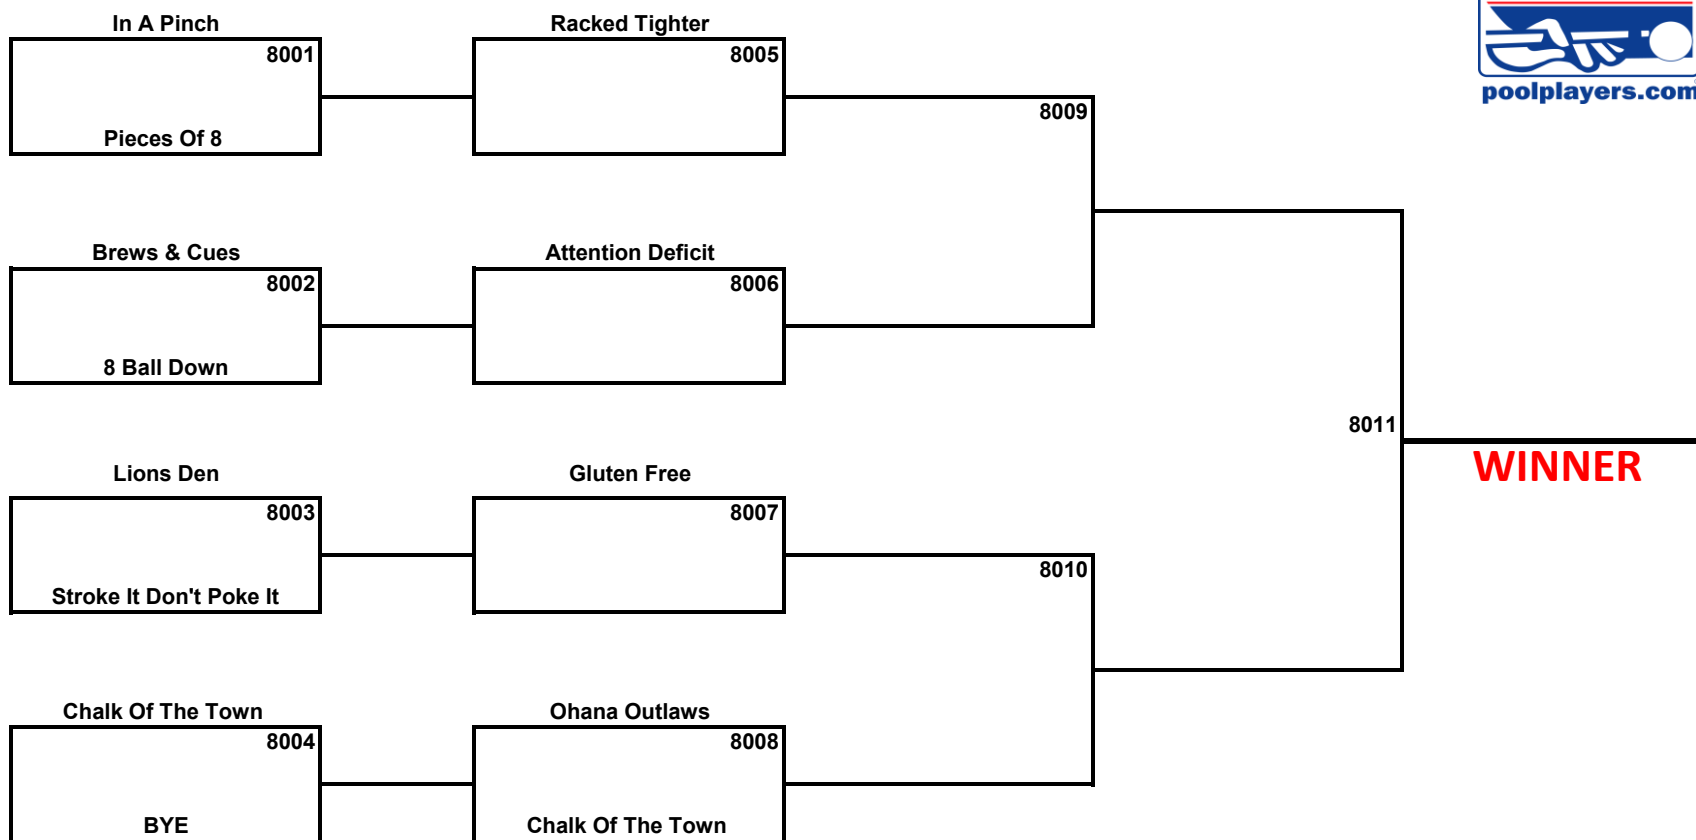 In A Pinch
Racked Tighter
8001
8005
poolplayers.com
8009
Pieces Of 8
Brews & Cues
Attention Deficit
8002
8006
8 Ball Down
8011
WINNER
Lions Den
Gluten Free
8003
8007
8010
Stroke It Don't Poke It
Chalk Of The Town
Ohana Outlaws
8004
8008
BYE
Chalk Of The Town